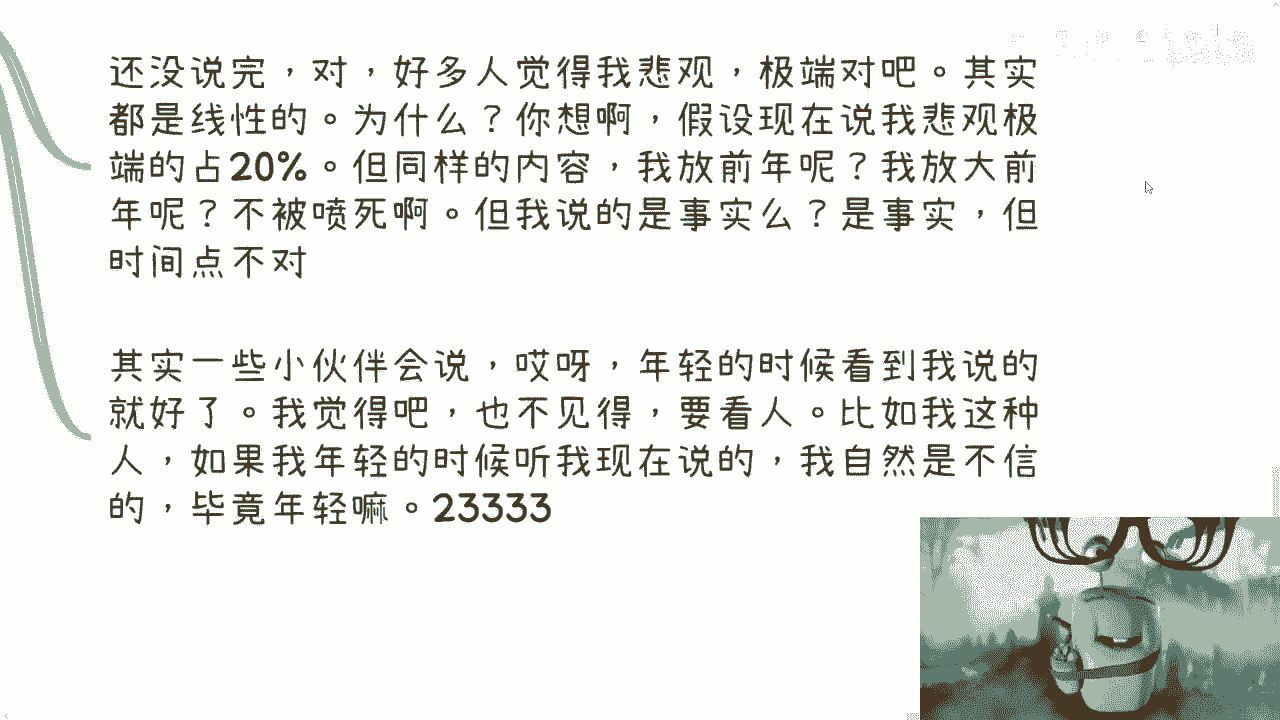 还没说完，对，好多人觉得我悲观，极端对吧。其实
都是线性的。为什么？你想啊，假设现在说我悲观极
端的占20%。但同样的内容，我放前年呢？我放大前
年呢？不被喷死啊。但我说的是事实么？是事实，但
时间点不对
其实一些小伙伴会说，哎呀，年轻的时候看到我说的
就好了。我觉得吧，也不见得，要看人。比如我这种
人，如果我年轻的时候听我现在说的，我自然是不信
的，毕竟年轻嘛。23333